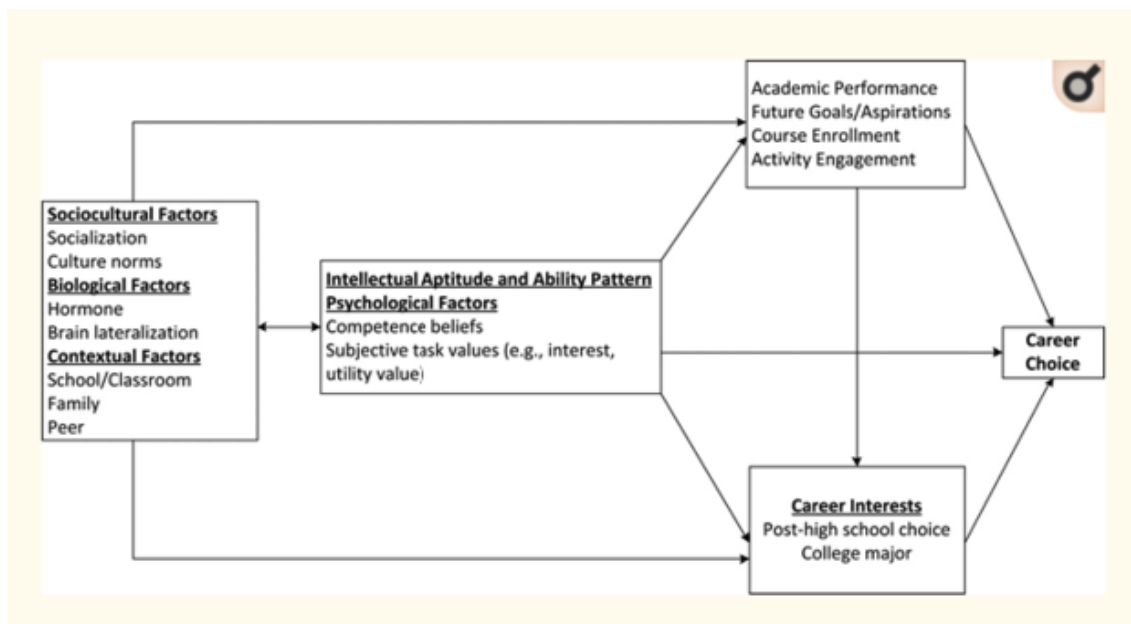 Academic Performance
Future Goals/Aspirations
Course Enrollment
Activity Engagement
Sociocultural Factors
Socialization
Culture norms
Biological Factors
Hormone
Brain lateralization
Contextual Factors
School/Classroom
Family
Peer
Intellectual Aptitude and Ability Pattern
Psychological Factors
Competence beliefs
Subjective task values (e.g., interest,
utility value)
Career
Choice
Career Interests
Post-high school choice
College major